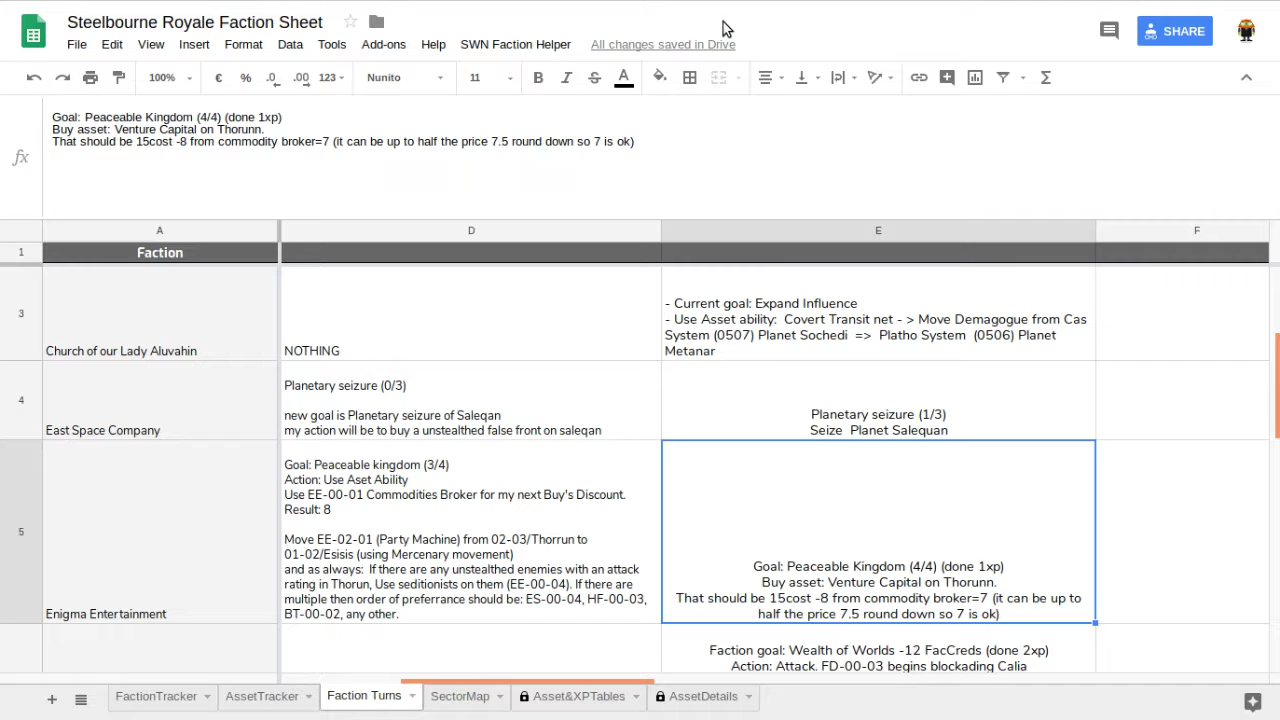 Steelbourne Royale Faction Sheet
File Edit View Insert Format Data Tools Add-ons Help SWN Faction Helper All changes saved in Drive
SHARE
100% € % .0 .00 123 Nunito 11 B I S A Σ
Goal: Peaceable Kingdom (4/4) (done 1xp)
Buy asset: Venture Capital on Thorunn.
That should be 15cost -8 from commodity broker=7 (it can be up to half the price 7.5 round down so 7 is ok)
fx
A D E F
1 Faction
3
Church of our Lady Aluvahin
NOTHING
- Current goal: Expand Influence
- Use Asset ability: Covert Transit net - > Move Demagogue from Cas
System (0507) Planet Sochedi => Platho System (0506) Planet
Metanar
4
East Space Company
Planetary seizure (0/3)
new goal is Planetary seizure of Saleqan
my action will be to buy a unstealthed false front on saleqan
Planetary seizure (1/3)
Seize Planet Salequan
5
Enigma Entertainment
Goal: Peaceable kingdom (3/4)
Action: Use Aset Ability
Use EE-00-01 Commodities Broker for my next Buy's Discount.
Result: 8
Move EE-02-01 (Party Machine) from 02-03/Thorrun to
01-02/Esisis (using Mercenary movement)
and as always: If there are any unstealthed enemies with an attack
rating in Thorun, Use seditionists on them (EE-00-04). If there are
multiple then order of preferrance should be: ES-00-04, HF-00-03,
BT-00-02, any other.
Goal: Peaceable Kingdom (4/4) (done 1xp)
Buy asset: Venture Capital on Thorunn.
That should be 15cost -8 from commodity broker=7 (it can be up to
half the price 7.5 round down so 7 is ok)
Faction goal: Wealth of Worlds -12 FacCreds (done 2xp)
Action: Attack. FD-00-03 begins blockading Calia
FactionTracker AssetTracker Faction Turns SectorMap Asset&XPTables AssetDetails